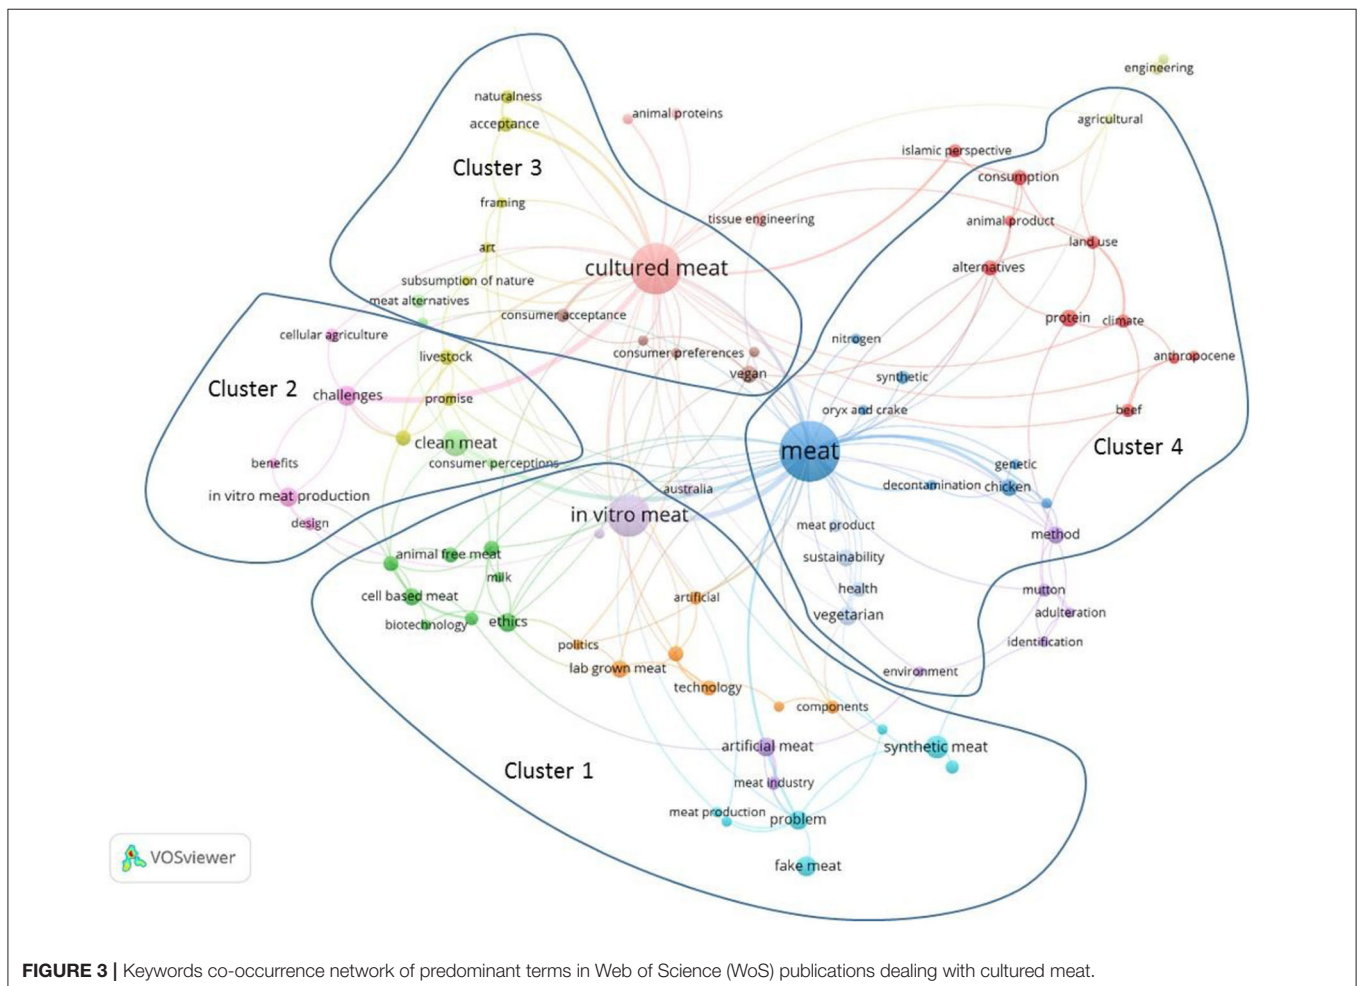 engineering
naturalness
animal proteins
agricultural
acceptance
islamic perspective
Cluster 3
consumption
framing
tissue engineering
animal product
art
land use
cultured meat
alternatives
subsumption of nature
meat alternatives
consumer acceptance
protein
climate
cellular agriculture
nitrogen
livestock
consumer preferences
anthropocene
vegan
synthetic
Cluster 2
challenges
promise
oryx and crake
beef
clean meat
meat
Cluster 4
benefits
consumer perceptions
genetic
in vitro meat production
australia
decontamination
chicken
design
in vitro meat
meat product
method
animal free meat
sustainability
milk
health
mutton
cell based meat
artificial
vegetarian
adulteration
biotechnology
ethics
politics
identification
lab grown meat
environment
technology
components
artificial meat
synthetic meat
Cluster 1
meat industry
meat production
problem
VOSviewer
fake meat
FIGURE 3 | Keywords co-occurrence network of predominant terms in Web of Science (WoS) publications dealing with cultured meat.